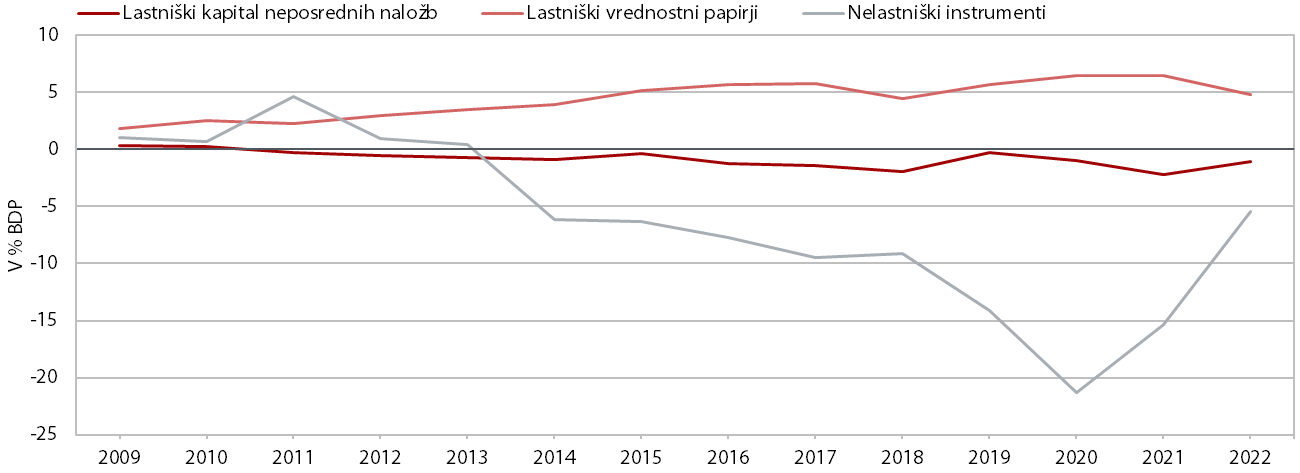 Lastniški kapital neposrednih naložb Lastniški vrednostni papirji Nelastniški instrumenti
10
5
0
-5
-10
-15
-20
-25
V % BDP
2009 2010 2011 2012 2013 2014 2015 2016 2017 2018 2019 2020 2021 2022